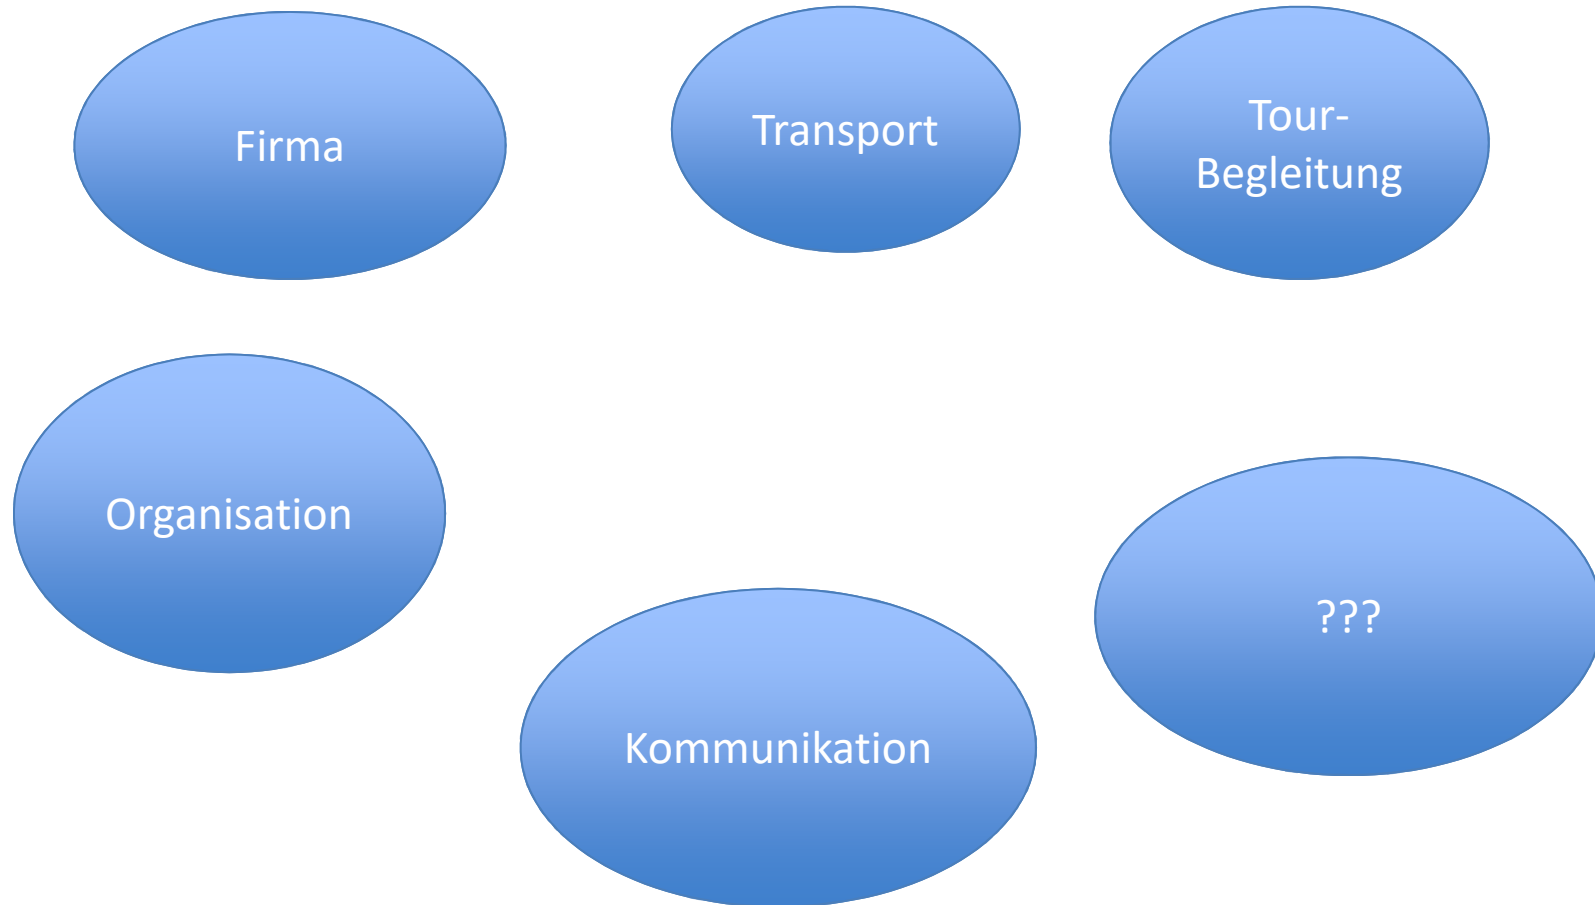 Firma
Transport
Tour-
Begleitung
Organisation
???
Kommunikation